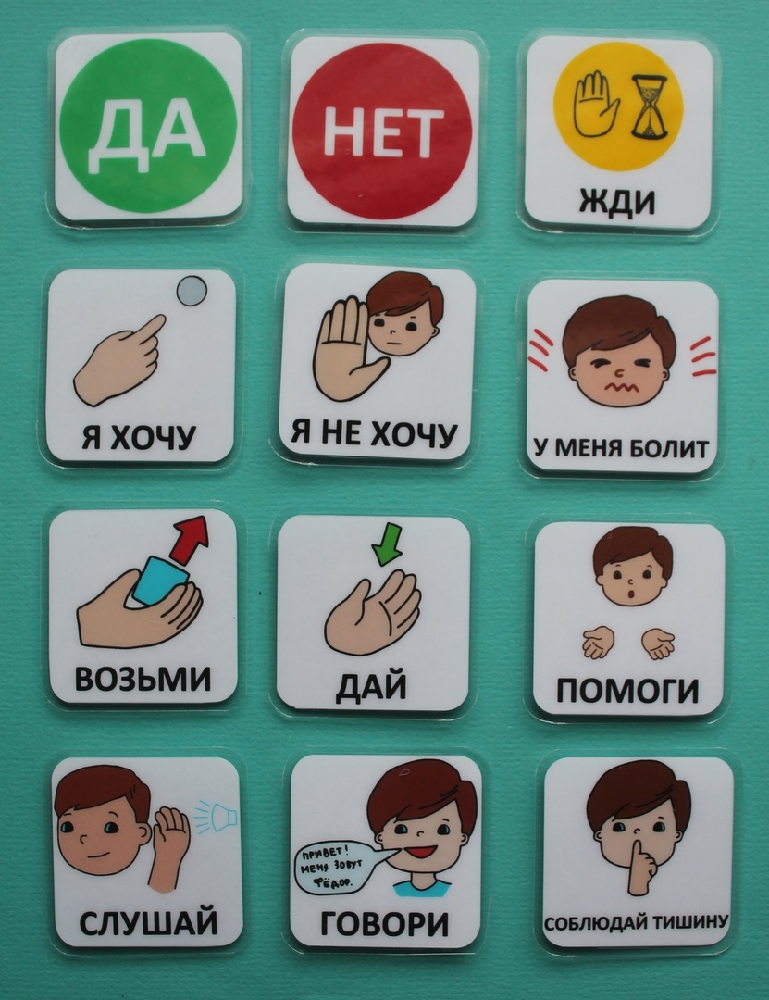 ДА
НЕТ
ЖДИ
Я ХОЧУ
Я НЕ ХОЧУ
У МЕНЯ БОЛИТ
ВОЗЬМИ
ДАЙ
ПОМОГИ
СЛУШАЙ
ПРИВЕТ!
МЕНЯ ЗОВУТ
ФЁДОР.
ГОВОРИ
СОБЛЮДАЙ ТИШИНУ